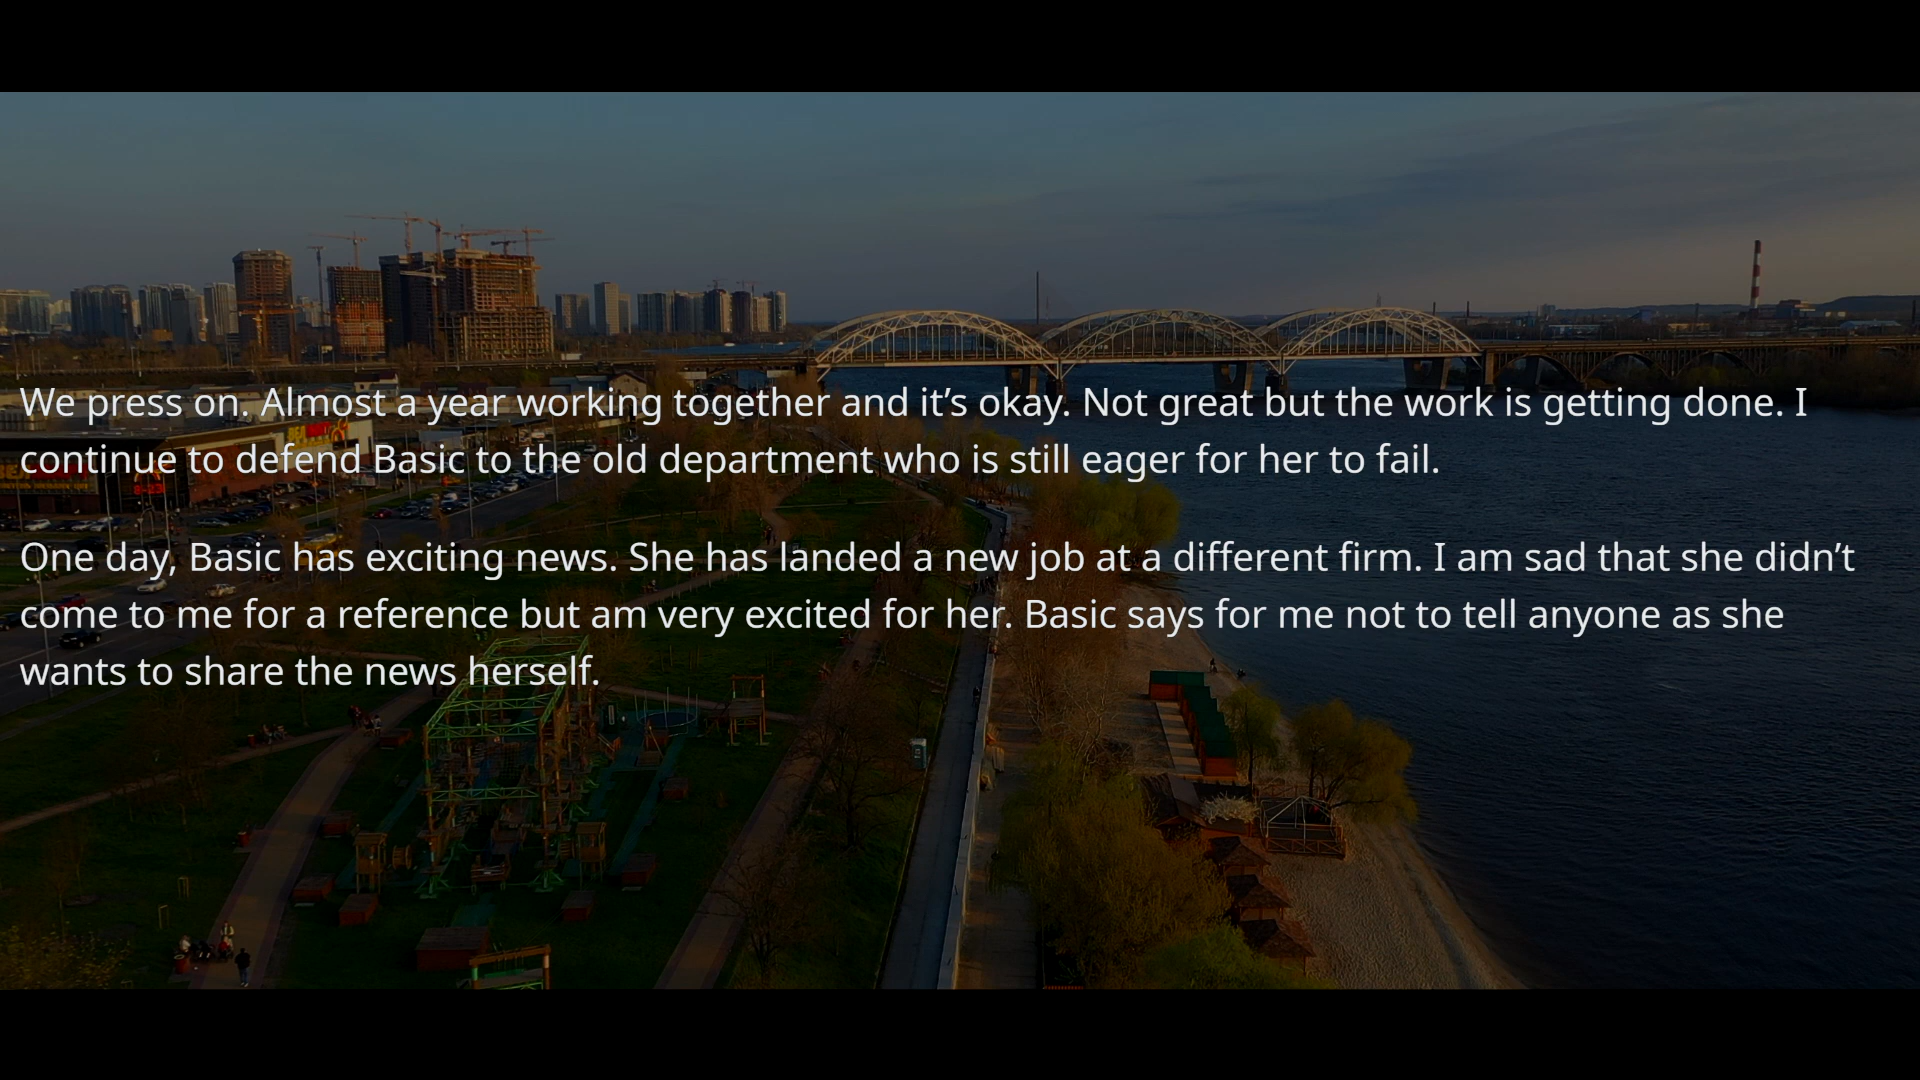 We press on. Almost a year working together and it’s okay. Not great but the work is getting done. I
continue to defend Basic to the old department who is still eager for her to fail.
One day, Basic has exciting news. She has landed a new job at a different firm. I am sad that she didn’t
come to me for a reference but am very excited for her. Basic says for me not to tell anyone as she
wants to share the news herself.